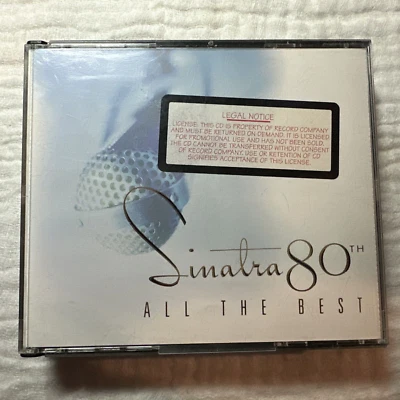 LEGAL NOTICE
LICENSE. THIS CD IS PROPERTY OF RECORD COMPANY
AND MUST BE RETURNED ON DEMAND. IT IS LICENSED
FOR PROMOTIONAL USE AND HAS NOT BEEN SOLD.
THE CD CANNOT BE TRANSFERRED WITHOUT CONSENT
OF RECORD COMPANY. USE OR RETENTION OF CD
SIGNIFIES ACCEPTANCE OF THIS LICENSE.
Sinatra 80TH
ALL THE BEST